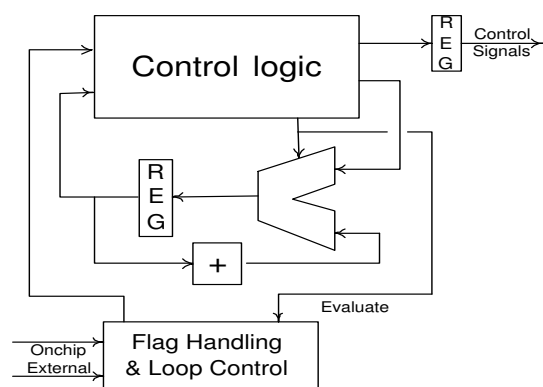 Control logic
R
E
G
Control
Signals
R
E
G
+
Evaluate
Onchip
External
Flag Handling
& Loop Control